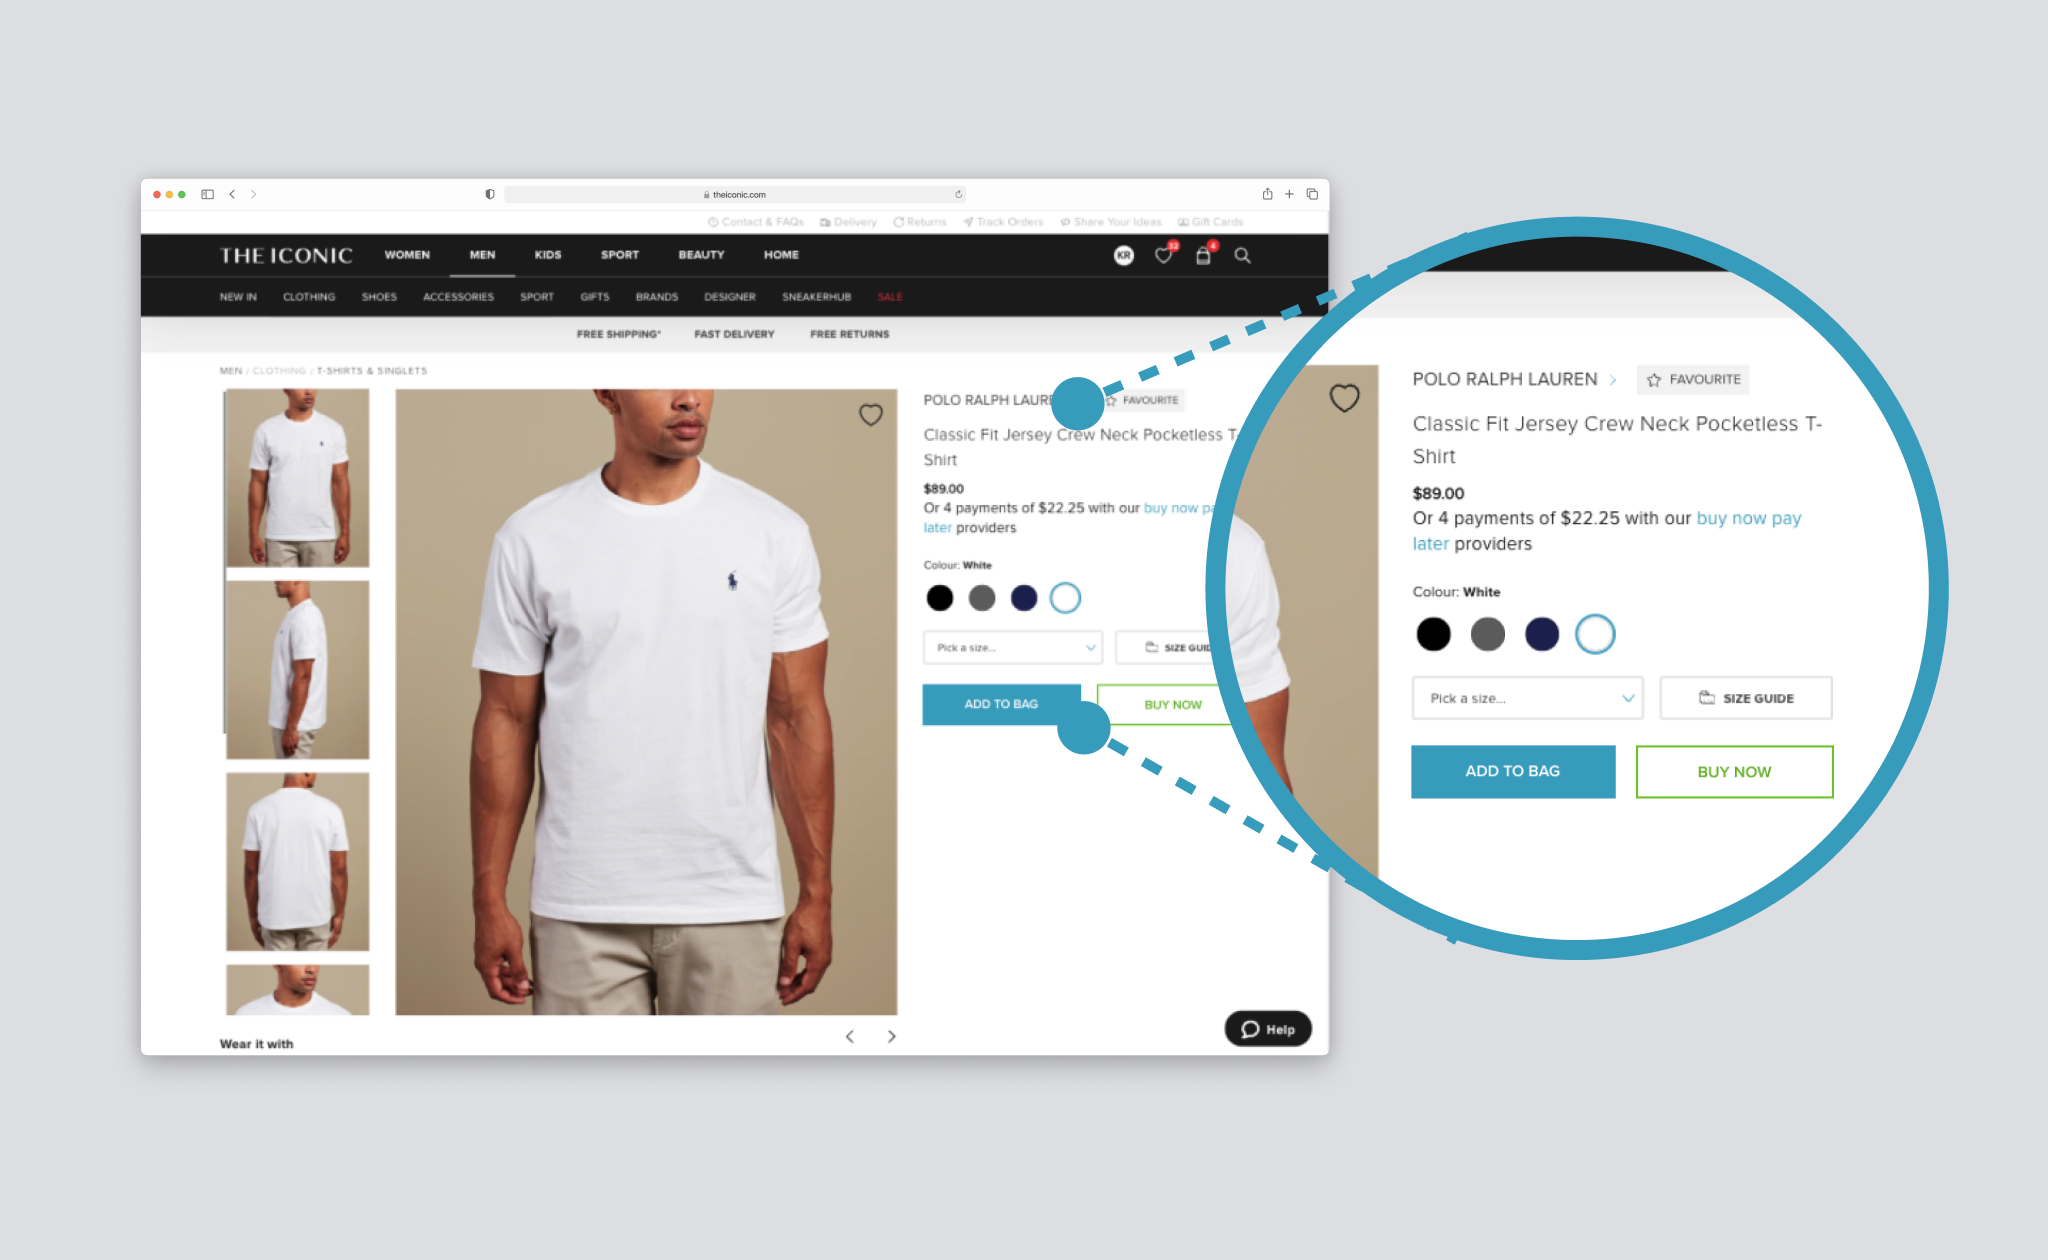 theiconic.com
Contact & FAQs Delivery Returns Track Orders Share Your Ideas Gift Cards
THE ICONIC WOMEN MEN KIDS SPORT BEAUTY HOME KR 32 4
NEW IN CLOTHING SHOES ACCESSORIES SPORT GIFTS BRANDS DESIGNER SNEAKERHUB SALE
FREE SHIPPING* FAST DELIVERY FREE RETURNS
MEN / CLOTHING / T-SHIRTS & SINGLETS
POLO RALPH LAURE FAVOURITE
Classic Fit Jersey Crew Neck Pocketless T-
Shirt
$89.00
Or 4 payments of $22.25 with our buy now pa
later providers
Colour: White
Pick a size... SIZE GUID
ADD TO BAG BUY NOW
Wear it with
Help
POLO RALPH LAUREN > FAVOURITE
Classic Fit Jersey Crew Neck Pocketless T-
Shirt
$89.00
Or 4 payments of $22.25 with our buy now pay
later providers
Colour: White
Pick a size... SIZE GUIDE
ADD TO BAG BUY NOW